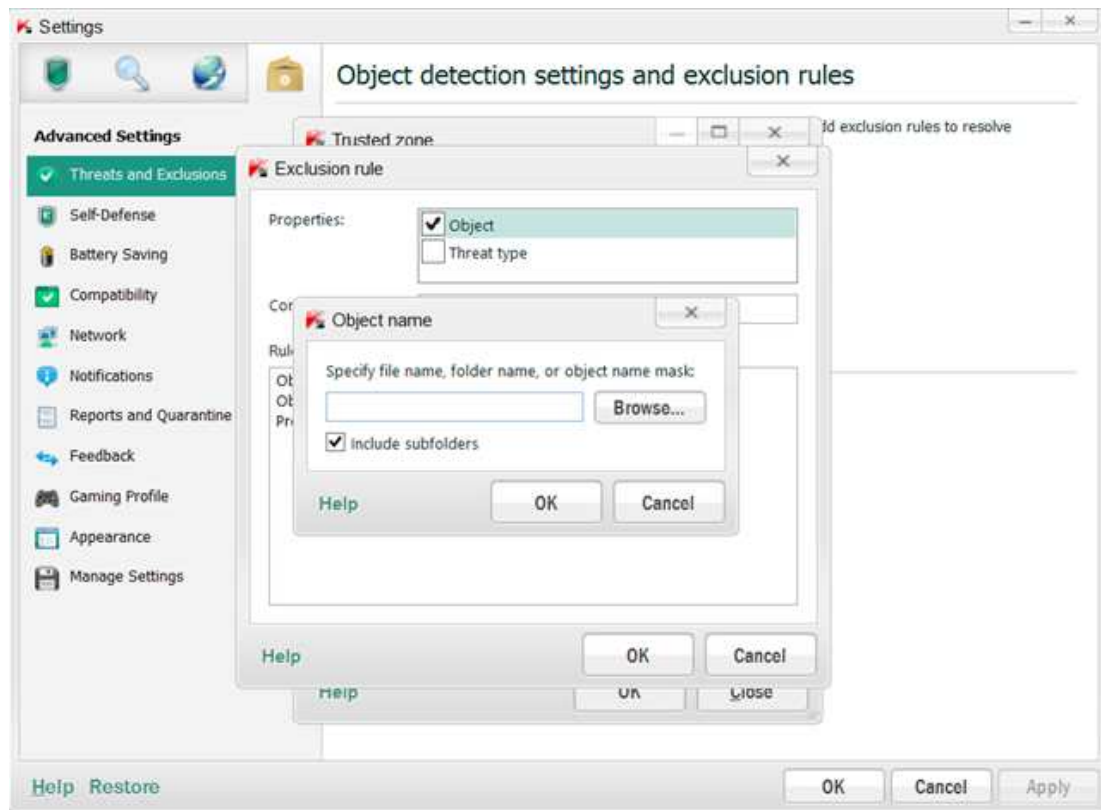 Settings
Object detection settings and exclusion rules
Advanced Settings
Threats and Exclusions
Self-Defense
Battery Saving
Compatibility
Network
Notifications
Reports and Quarantine
Feedback
Gaming Profile
Appearance
Manage Settings
exclusion rules to resolve
Trusted zone
Exclusion rule
Properties:
Object
Threat type
Object name
Specify file name, folder name, or object name mask:
Browse...
Include subfolders
Help OK Cancel
Help OK Cancel
Help OK Close
Help Restore OK Cancel Apply